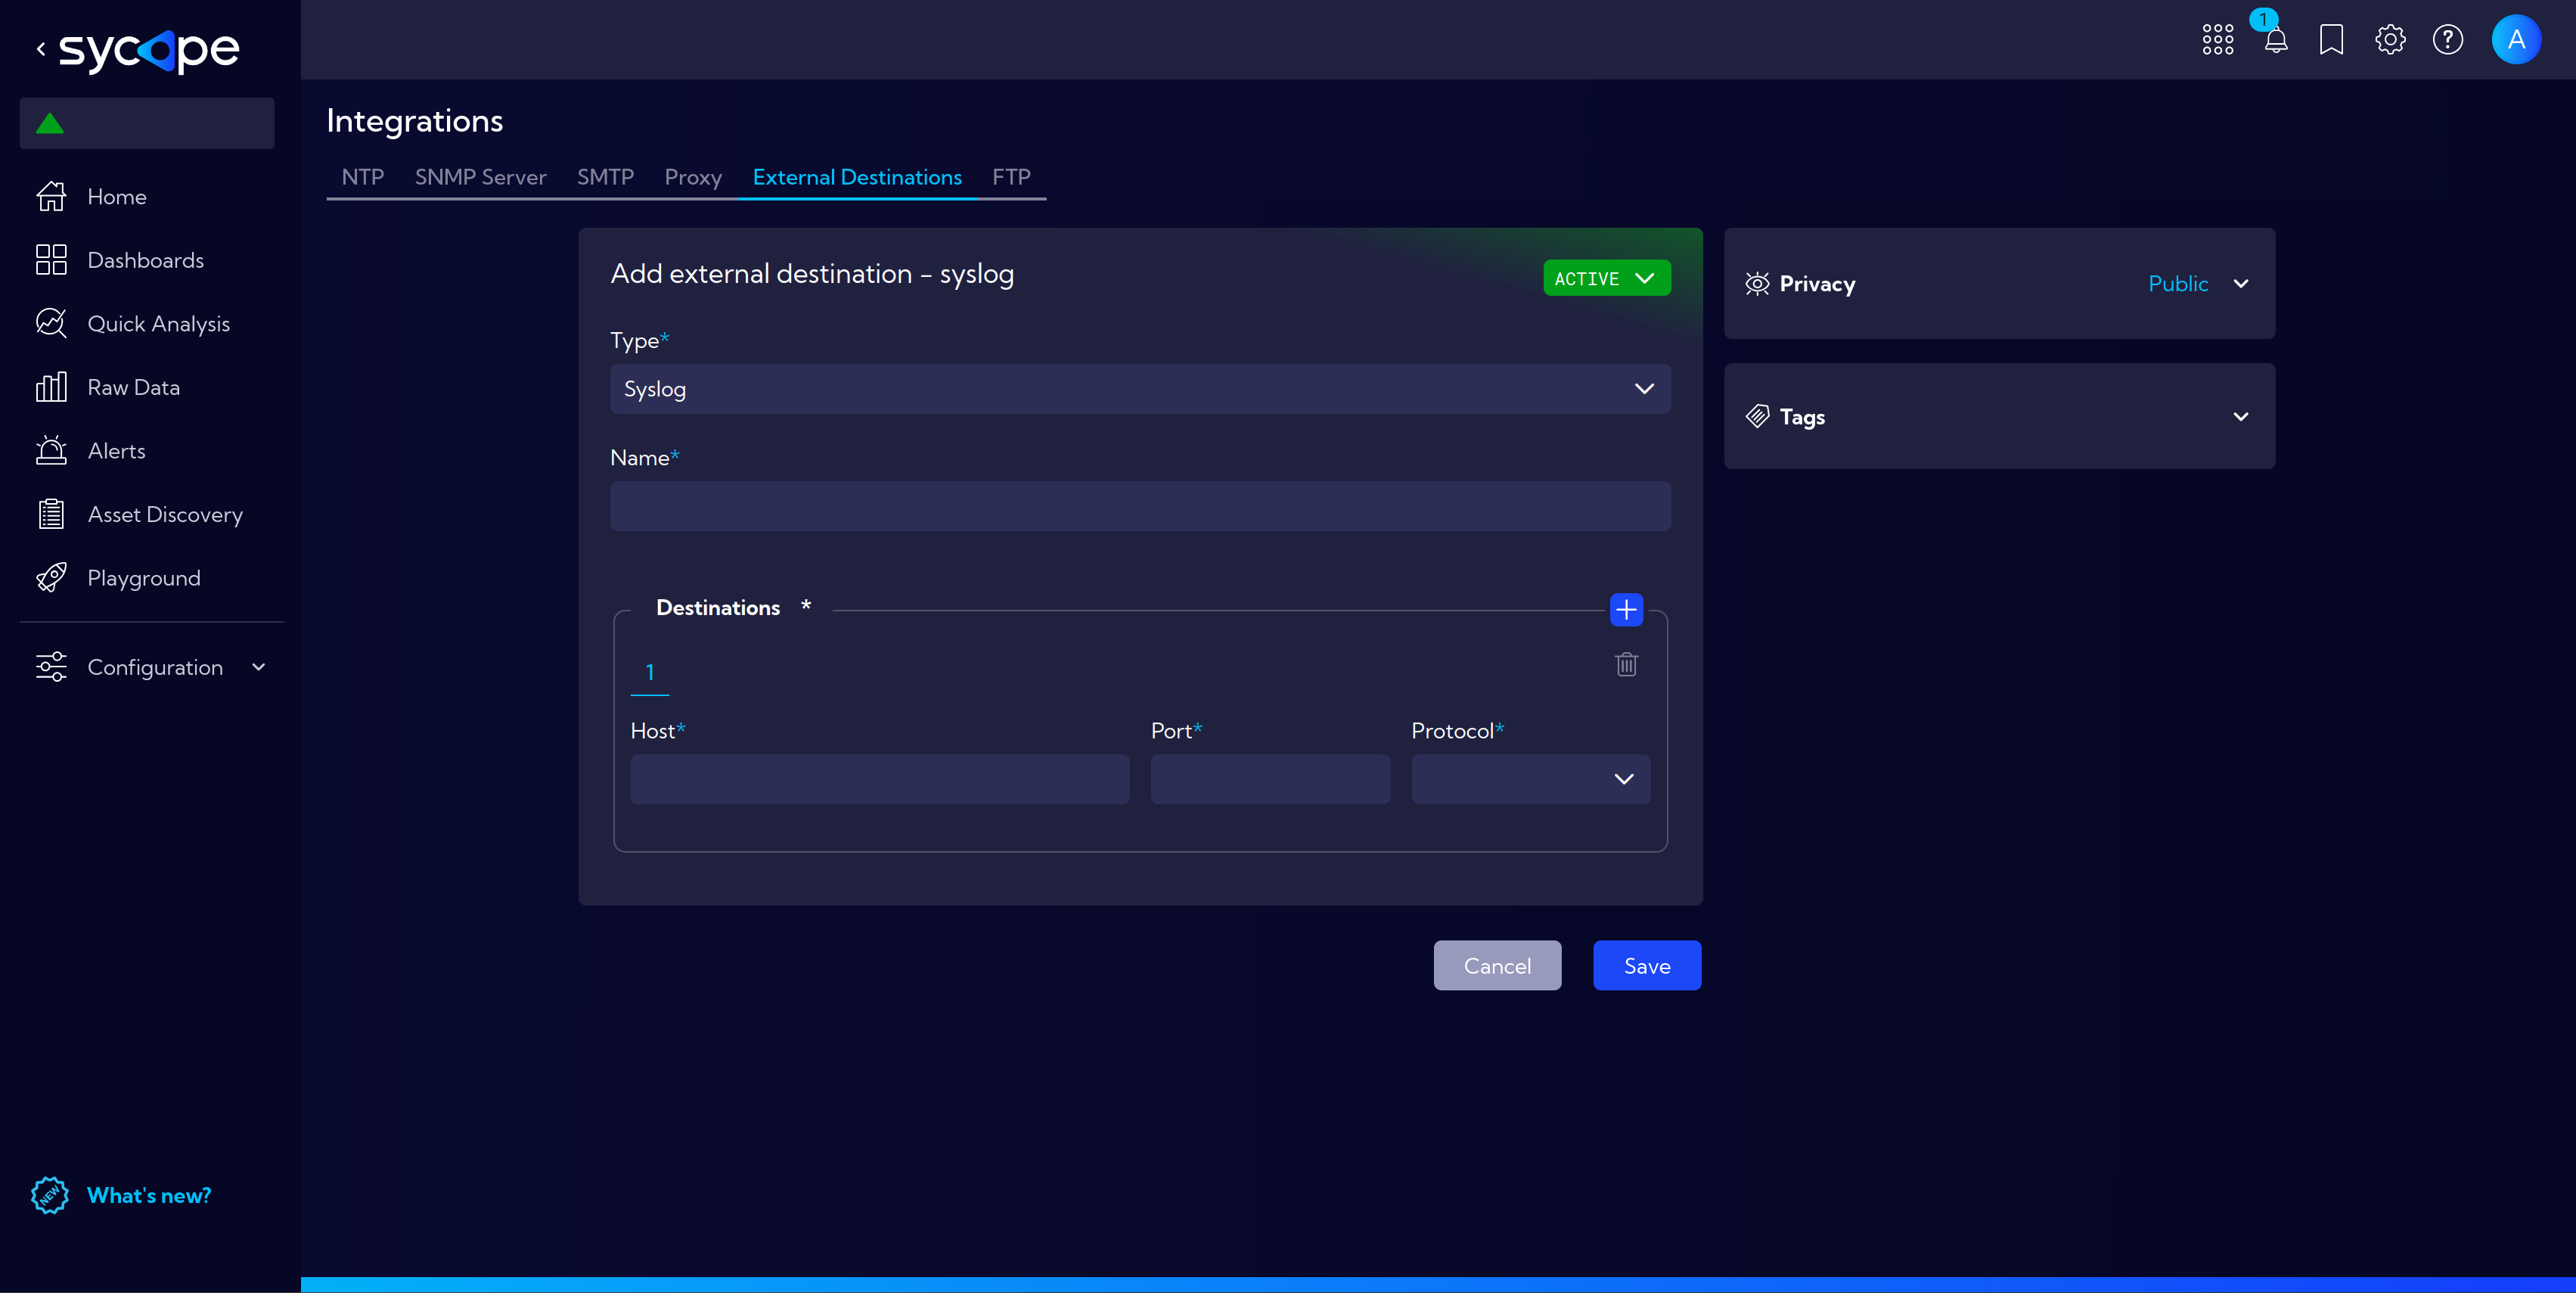 sycope
1
A
Home
Dashboards
Quick Analysis
Raw Data
Alerts
Asset Discovery
Playground
Configuration
NEW
What's new?
Integrations
NTP SNMP Server SMTP Proxy External Destinations FTP
Add external destination - syslog
ACTIVE
Type*
Syslog
Name*
Destinations *
1
Host* Port* Protocol*
Cancel Save
Privacy Public
Tags